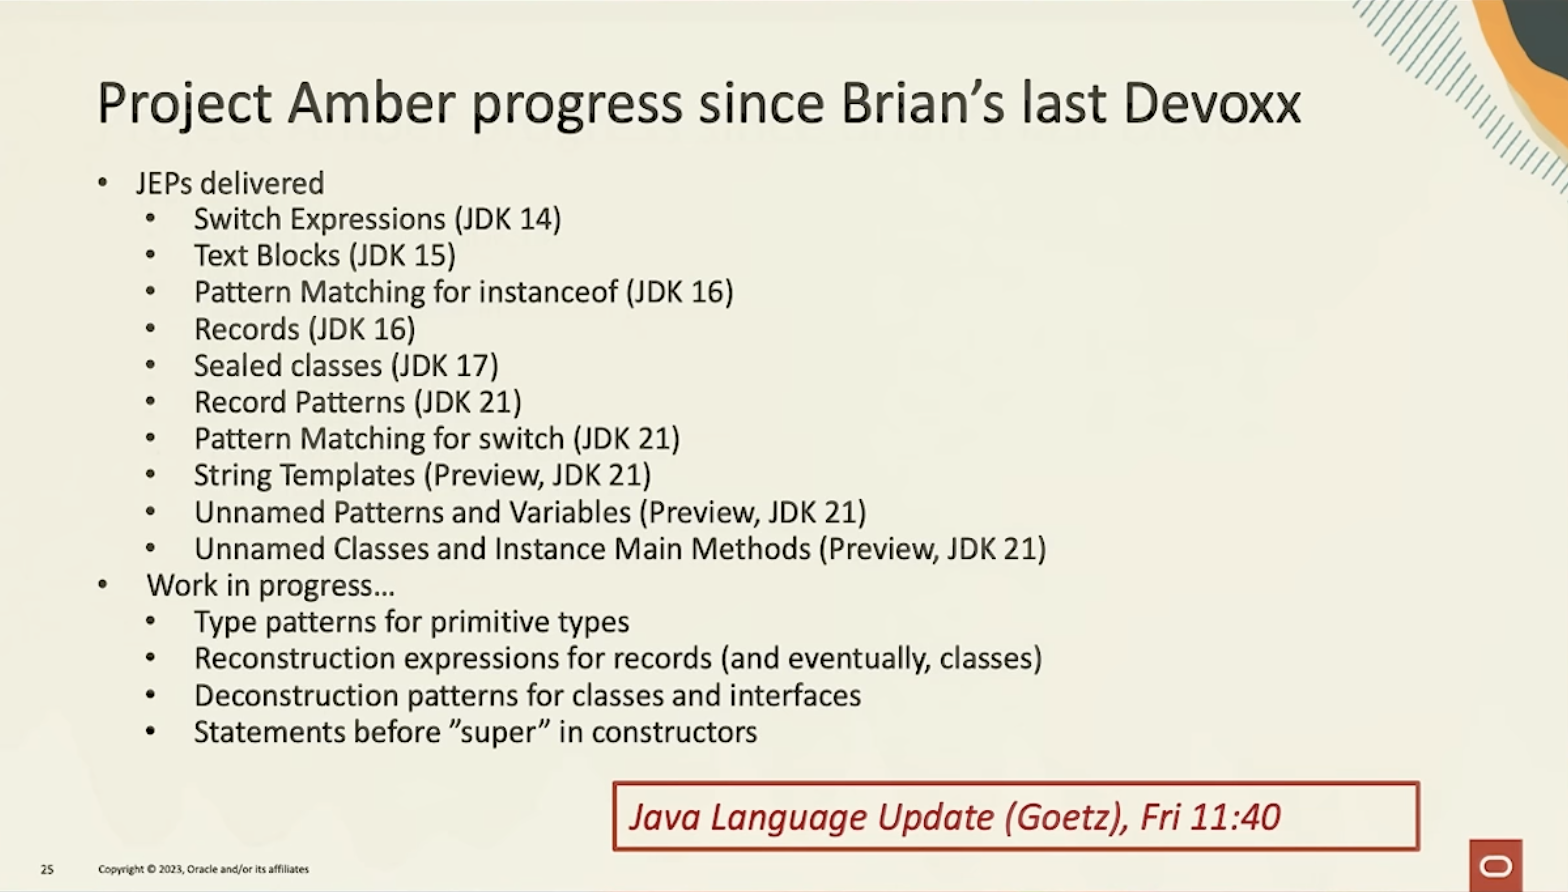 Project Amber progress since Brian's last Devoxx
• JEPs delivered
• Switch Expressions (JDK 14)
• Text Blocks (JDK 15)
• Pattern Matching for instanceof (JDK 16)
• Records (JDK 16)
• Sealed classes (JDK 17)
• Record Patterns (JDK 21)
• Pattern Matching for switch (JDK 21)
• String Templates (Preview, JDK 21)
• Unnamed Patterns and Variables (Preview, JDK 21)
• Unnamed Classes and Instance Main Methods (Preview, JDK 21)
• Work in progress...
• Type patterns for primitive types
• Reconstruction expressions for records (and eventually, classes)
• Deconstruction patterns for classes and interfaces
• Statements before ”super” in constructors
Java Language Update (Goetz), Fri 11:40
25 Copyright © 2023, Oracle and/or its affiliates